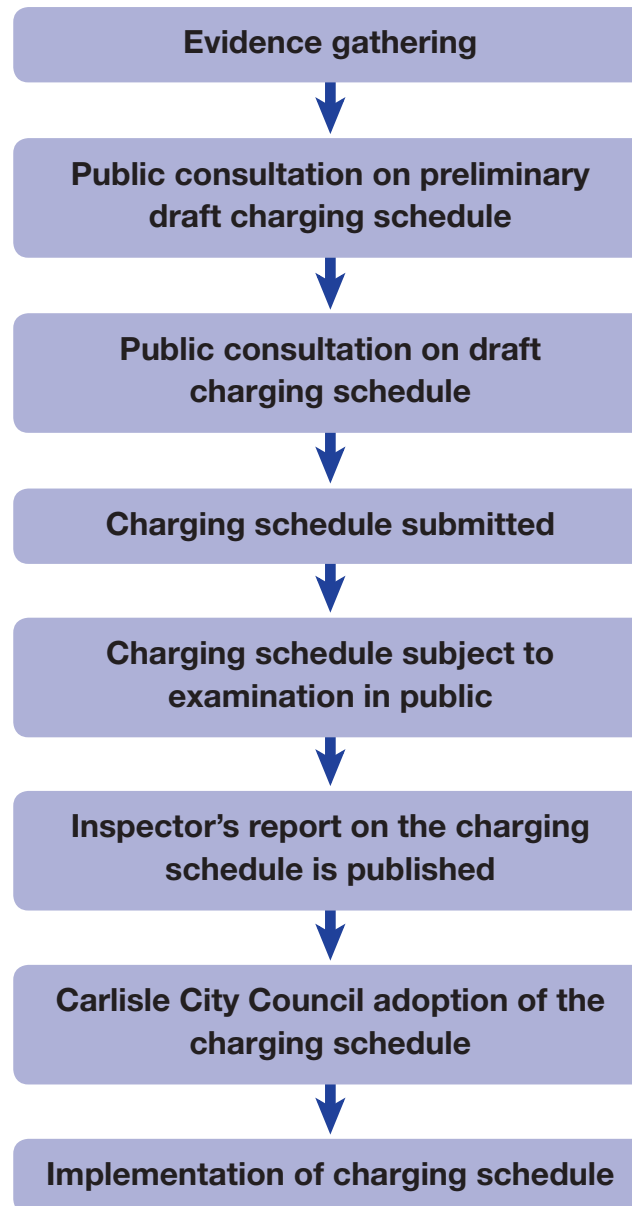 Evidence gathering
Public consultation on preliminary
draft charging schedule
Public consultation on draft
charging schedule
Charging schedule submitted
Charging schedule subject to
examination in public
Inspector’s report on the charging
schedule is published
Carlisle City Council adoption of the
charging schedule
Implementation of charging schedule